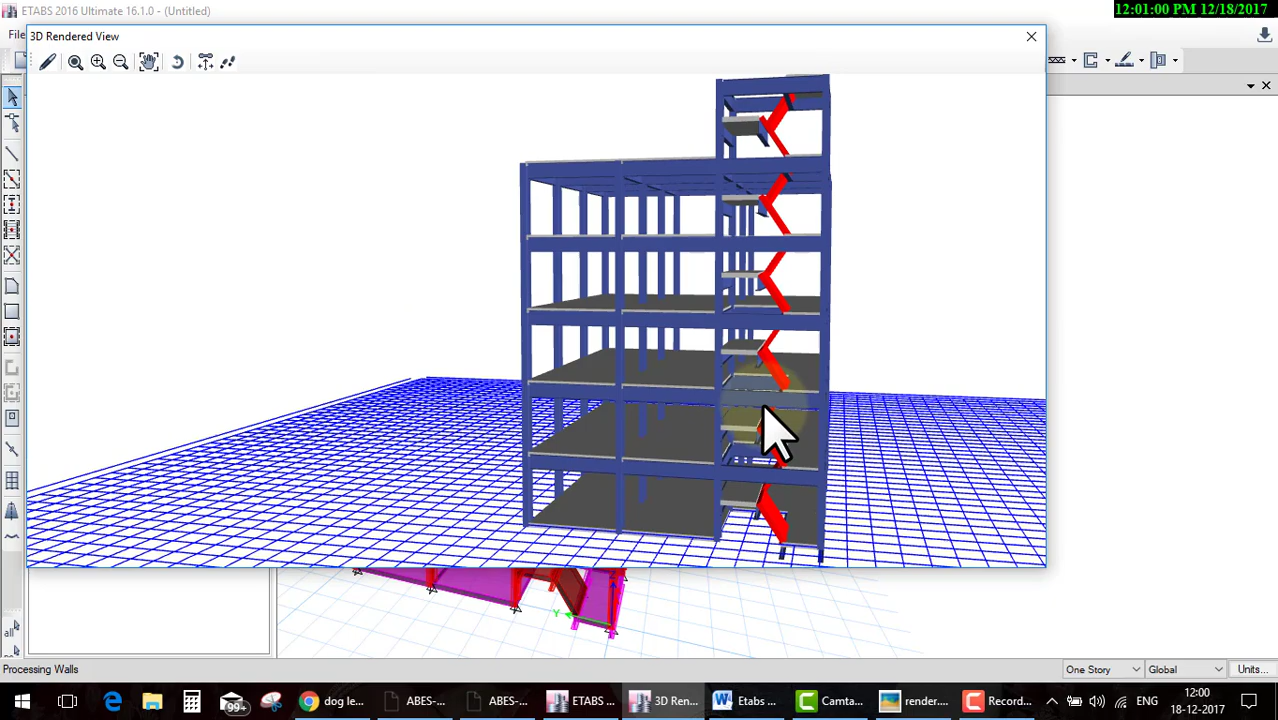 ETABS 2016 Ultimate 16.1.0 - (Untitled)
12:01:00 PM 12/18/2017
3D Rendered View
Y
all
Processing Walls
One Story
Global
Units...
99+
dog le...
ABES-...
ABES-...
ETABS ...
3D Ren...
Etabs ...
Camta...
render....
Record...
ENG
12:00
18-12-2017